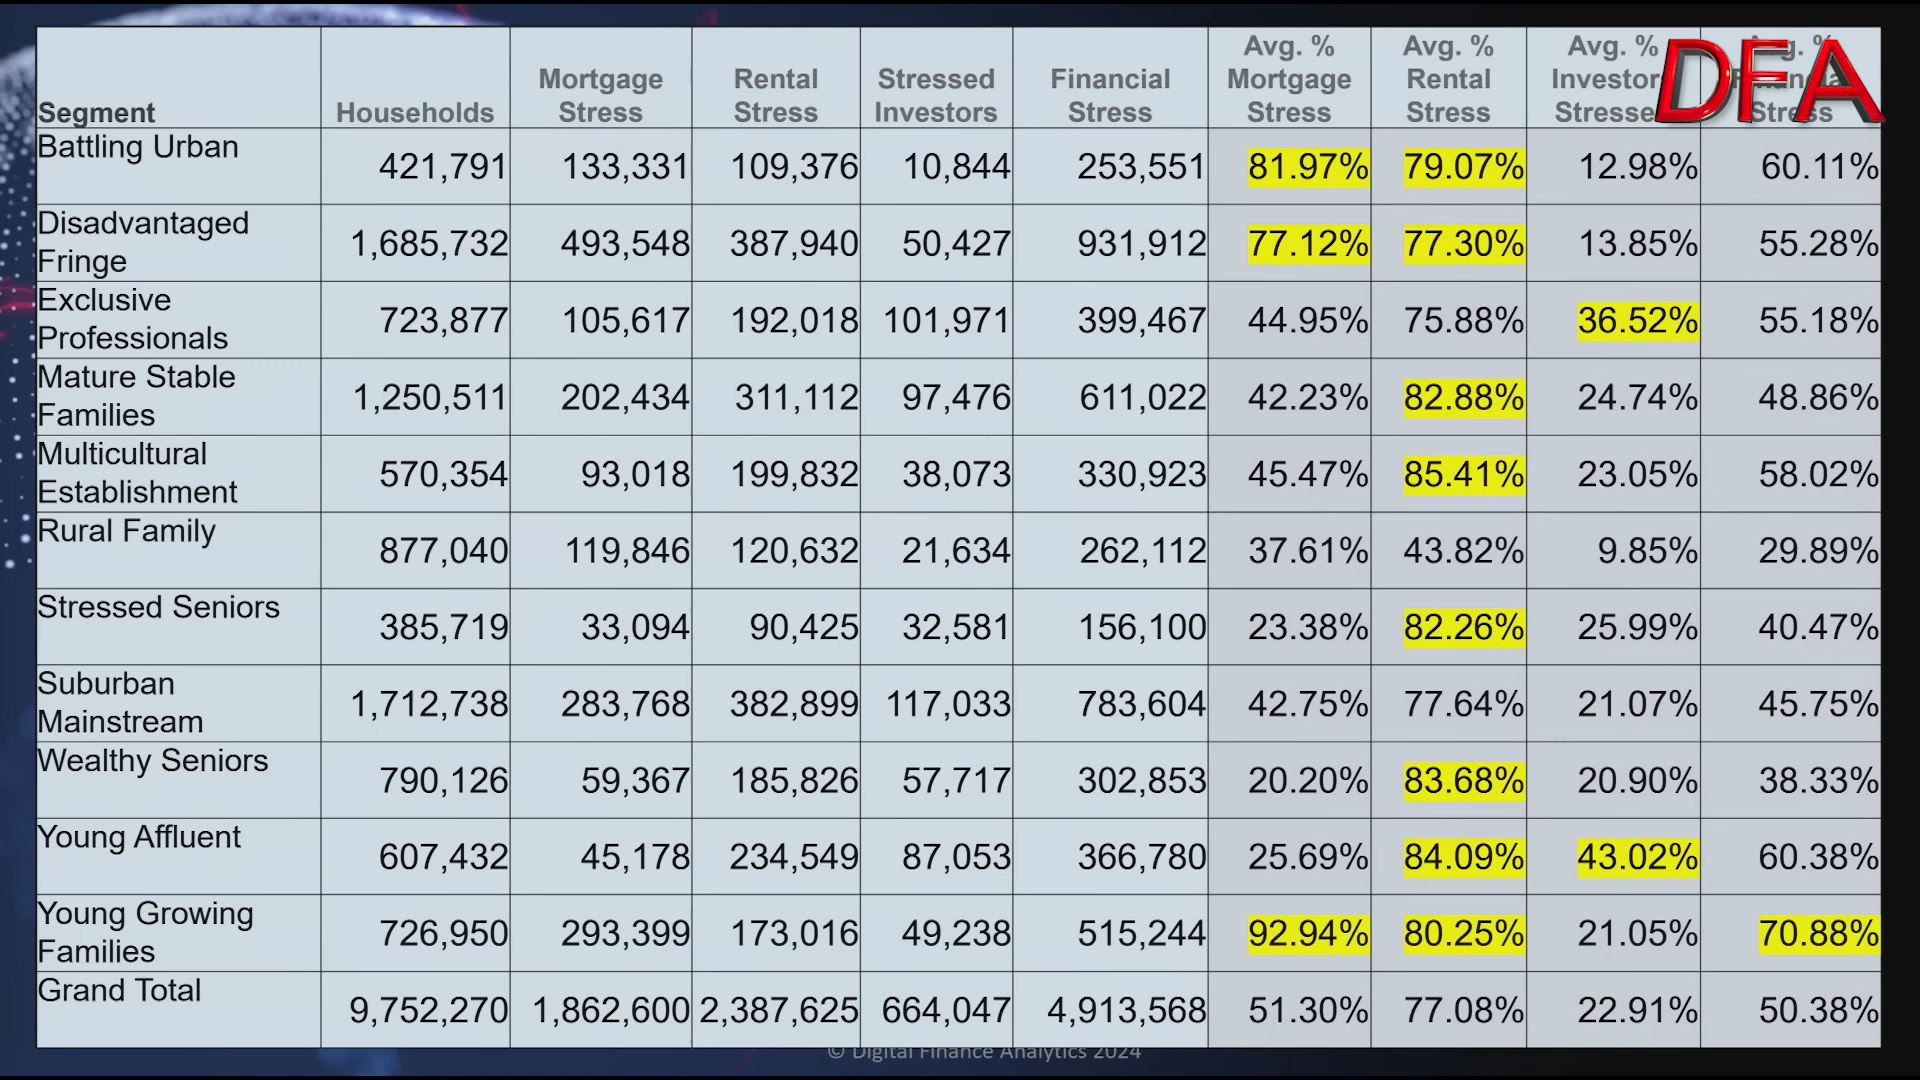 Segment Households Mortgage Stress Rental Stress Stressed Investors Financial Stress Avg. % Mortgage Stress Avg. % Rental Stress Avg. % Investor Stress
DFA
Battling Urban 421,791 133,331 109,376 10,844 253,551 81.97% 79.07% 12.98% 60.11%
Disadvantaged Fringe 1,685,732 493,548 387,940 50,427 931,912 77.12% 77.30% 13.85% 55.28%
Exclusive Professionals 723,877 105,617 192,018 101,971 399,467 44.95% 75.88% 36.52% 55.18%
Mature Stable Families 1,250,511 202,434 311,112 97,476 611,022 42.23% 82.88% 24.74% 48.86%
Multicultural Establishment 570,354 93,018 199,832 38,073 330,923 45.47% 85.41% 23.05% 58.02%
Rural Family 877,040 119,846 120,632 21,634 262,112 37.61% 43.82% 9.85% 29.89%
Stressed Seniors 385,719 33,094 90,425 32,581 156,100 23.38% 82.26% 25.99% 40.47%
Suburban Mainstream 1,712,738 283,768 382,899 117,033 783,604 42.75% 77.64% 21.07% 45.75%
Wealthy Seniors 790,126 59,367 185,826 57,717 302,853 20.20% 83.68% 20.90% 38.33%
Young Affluent 607,432 45,178 234,549 87,053 366,780 25.69% 84.09% 43.02% 60.38%
Young Growing Families 726,950 293,399 173,016 49,238 515,244 92.94% 80.25% 21.05% 70.88%
Grand Total 9,752,270 1,862,600 2,387,625 664,047 4,913,568 51.30% 77.08% 22.91% 50.38%
© Digital Finance Analytics 2024